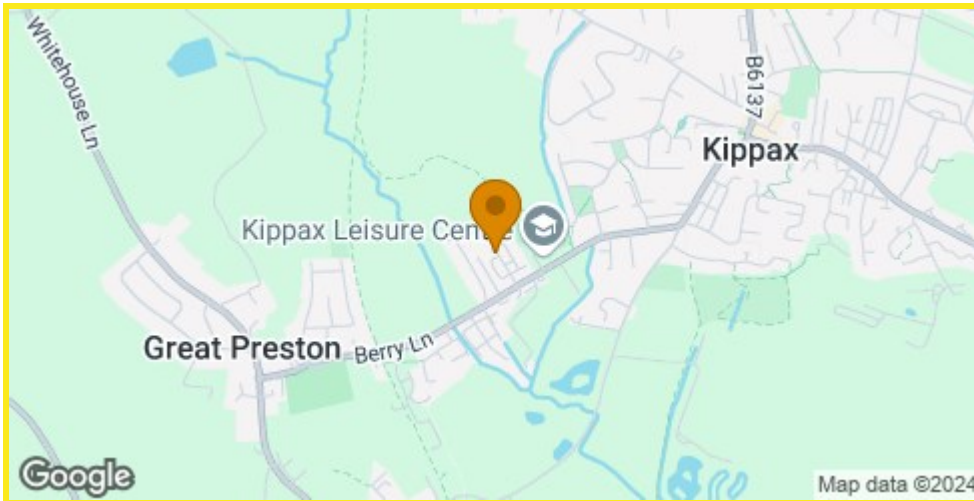 Whitehouse Ln
B6137
Kippax
Kippax Leisure Centre
Great Preston
Berry Ln
Google
Map data ©2024